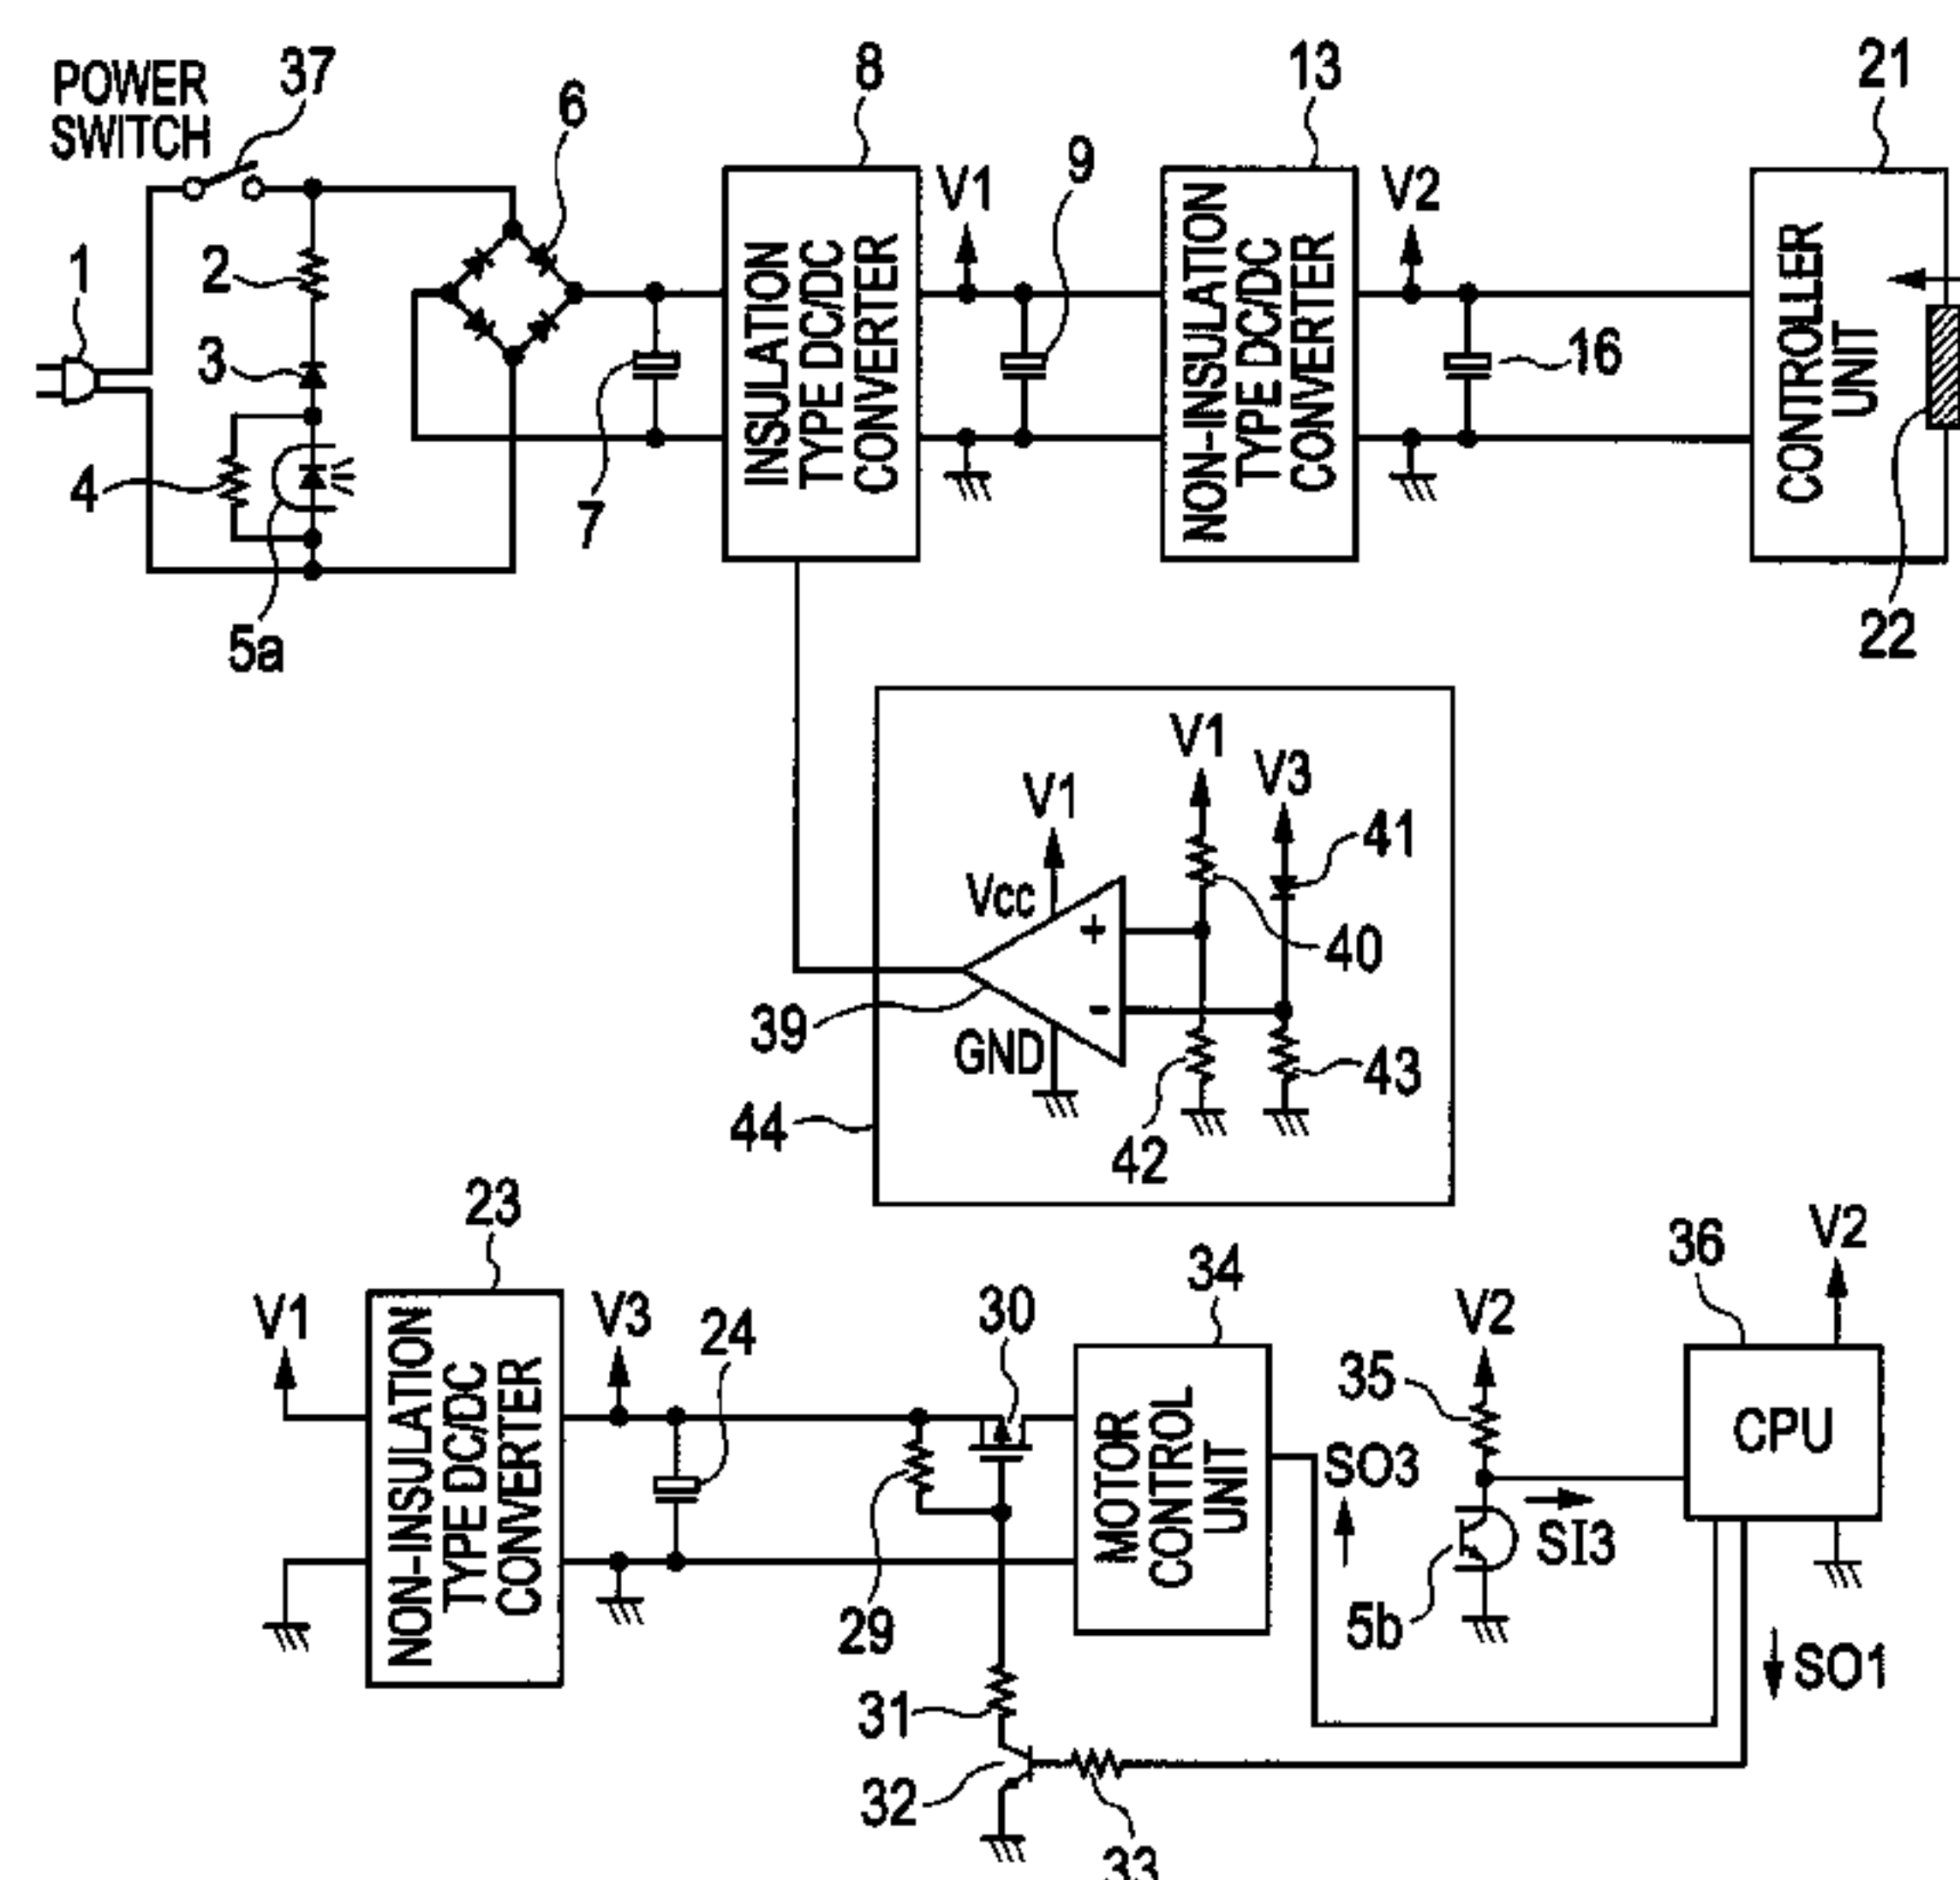 POWER
SWITCH
37
6
8
13
21
1
2
3
4
5a
7
V1
9
V2
16
22
INSULATION
TYPE DC/DC
CONVERTER
NON-INSULATION
TYPE DC/DC
CONVERTER
CONTROLLER
UNIT
V1
V1
V3
41
Vcc
+
40
-
39
GND
43
44
42
23
V1
V3
24
30
34
36
V2
V2
35
NON-INSULATION
TYPE DC/DC
CONVERTER
MOTOR
CONTROL
UNIT
CPU
SO3
SI3
29
5b
SO1
31
32
33